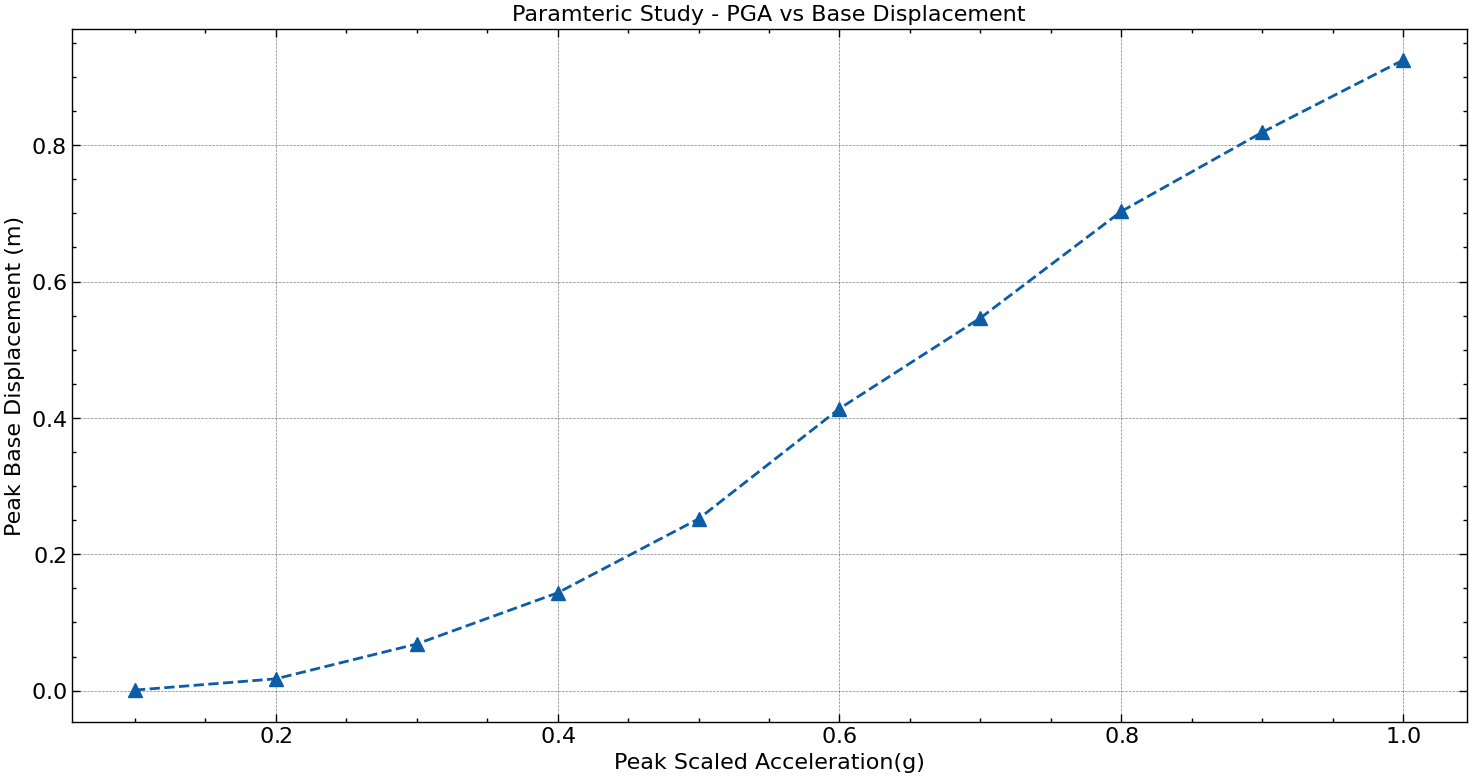 Paramteric Study - PGA vs Base Displacement
Peak Base Displacement (m)
0.8
0.6
0.4
0.2
0.0
0.2 0.4 0.6 0.8 1.0
Peak Scaled Acceleration(g)